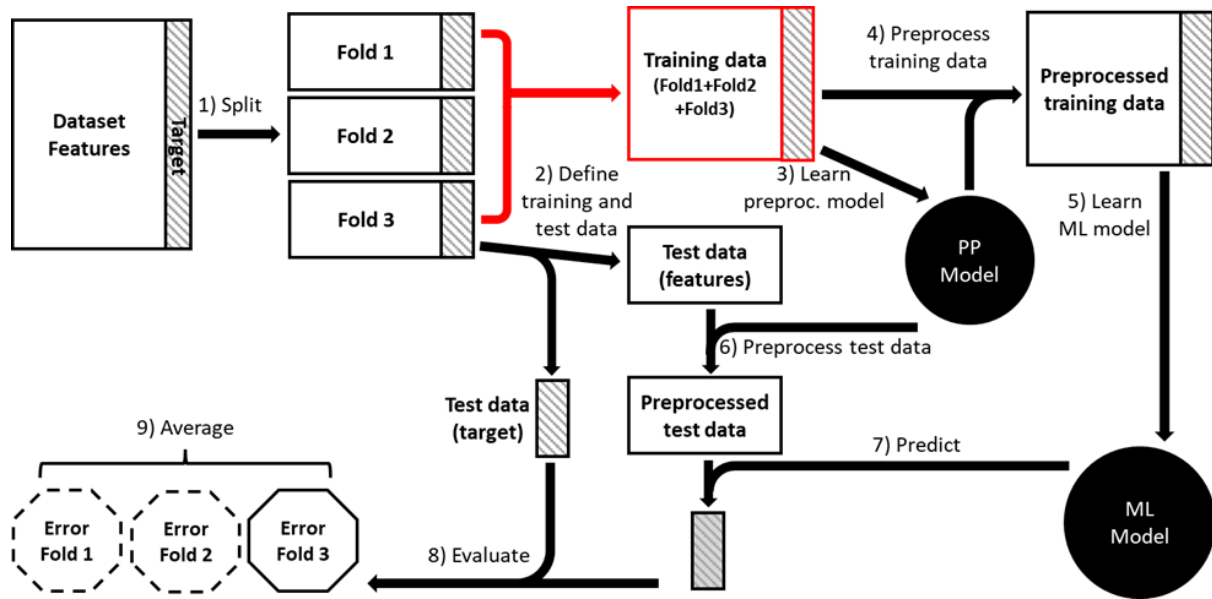 Dataset
Features
Target
1) Split
Fold 1
Fold 2
Fold 3
2) Define
training and
test data
Training data
(Fold1+Fold2
+Fold3)
3) Learn
preproc. model
4) Preprocess
training data
Preprocessed
training data
PP
Model
5) Learn
ML model
Test data
(features)
6) Preprocess test data
Preprocessed
test data
Test data
(target)
7) Predict
ML
Model
8) Evaluate
9) Average
Error
Fold 1
Error
Fold 2
Error
Fold 3